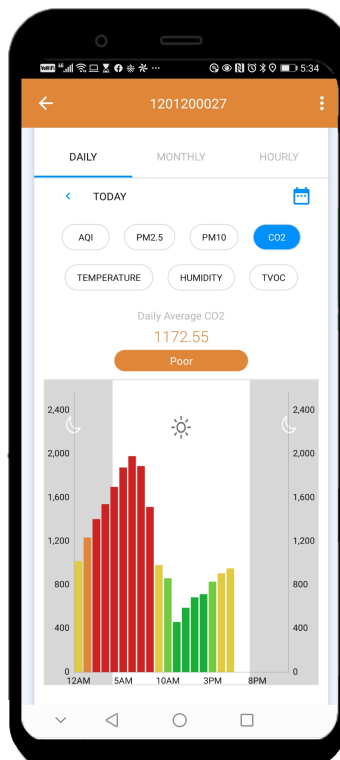 VoWiFi 5:34
1201200027
DAILY MONTHLY HOURLY
TODAY
AQI PM2.5 PM10 CO2
TEMPERATURE HUMIDITY TVOC
Daily Average CO2
1172.55
Poor
2,400 2,400
2,000 2,000
1,600 1,600
1,200 1,200
800 800
400 400
0 0
12AM 5AM 10AM 3PM 8PM